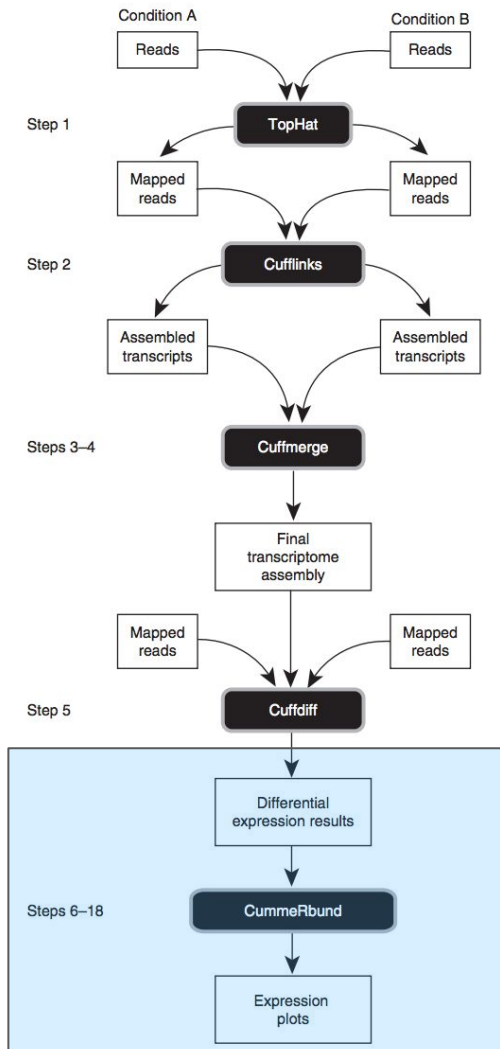 Condition A
Condition B
Reads
Reads
Step 1
TopHat
Mapped
reads
Mapped
reads
Step 2
Cufflinks
Assembled
transcripts
Assembled
transcripts
Steps 3–4
Cuffmerge
Final
transcriptome
assembly
Mapped
reads
Mapped
reads
Step 5
Cuffdiff
Differential
expression results
Steps 6–18
CummeRbund
Expression
plots